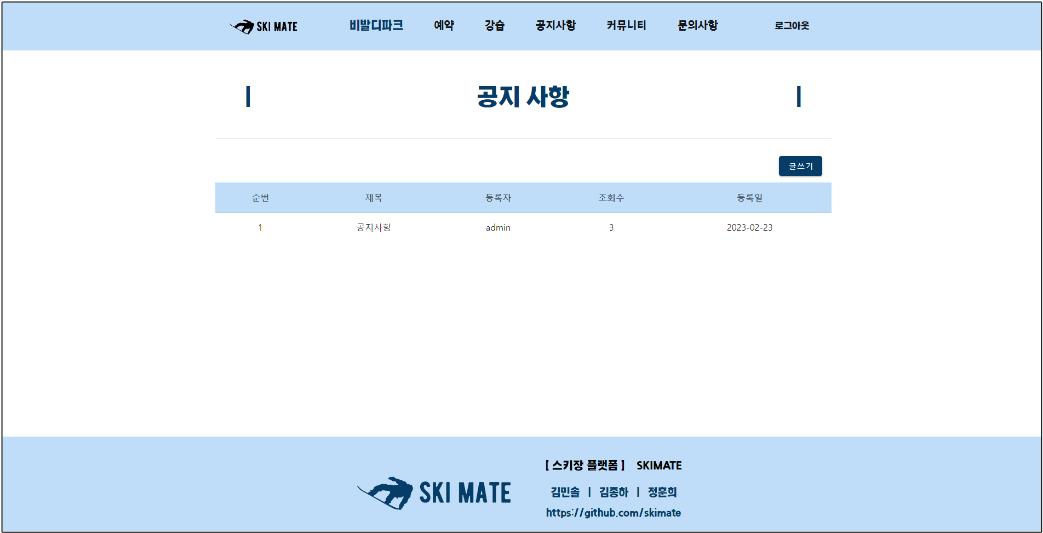 SKI MATE 비발디파크 예약 강습 공지사항 커뮤니티 문의사항 로그아웃
공지 사항
글쓰기
순번 제목 등록자 조회수 등록일
1 공지사항 admin 3 2023-02-23
[ 스키장 플랫폼 ] SKIMATE
SKI MATE
김민솔 | 김종하 | 정훈희
https://github.com/skimate